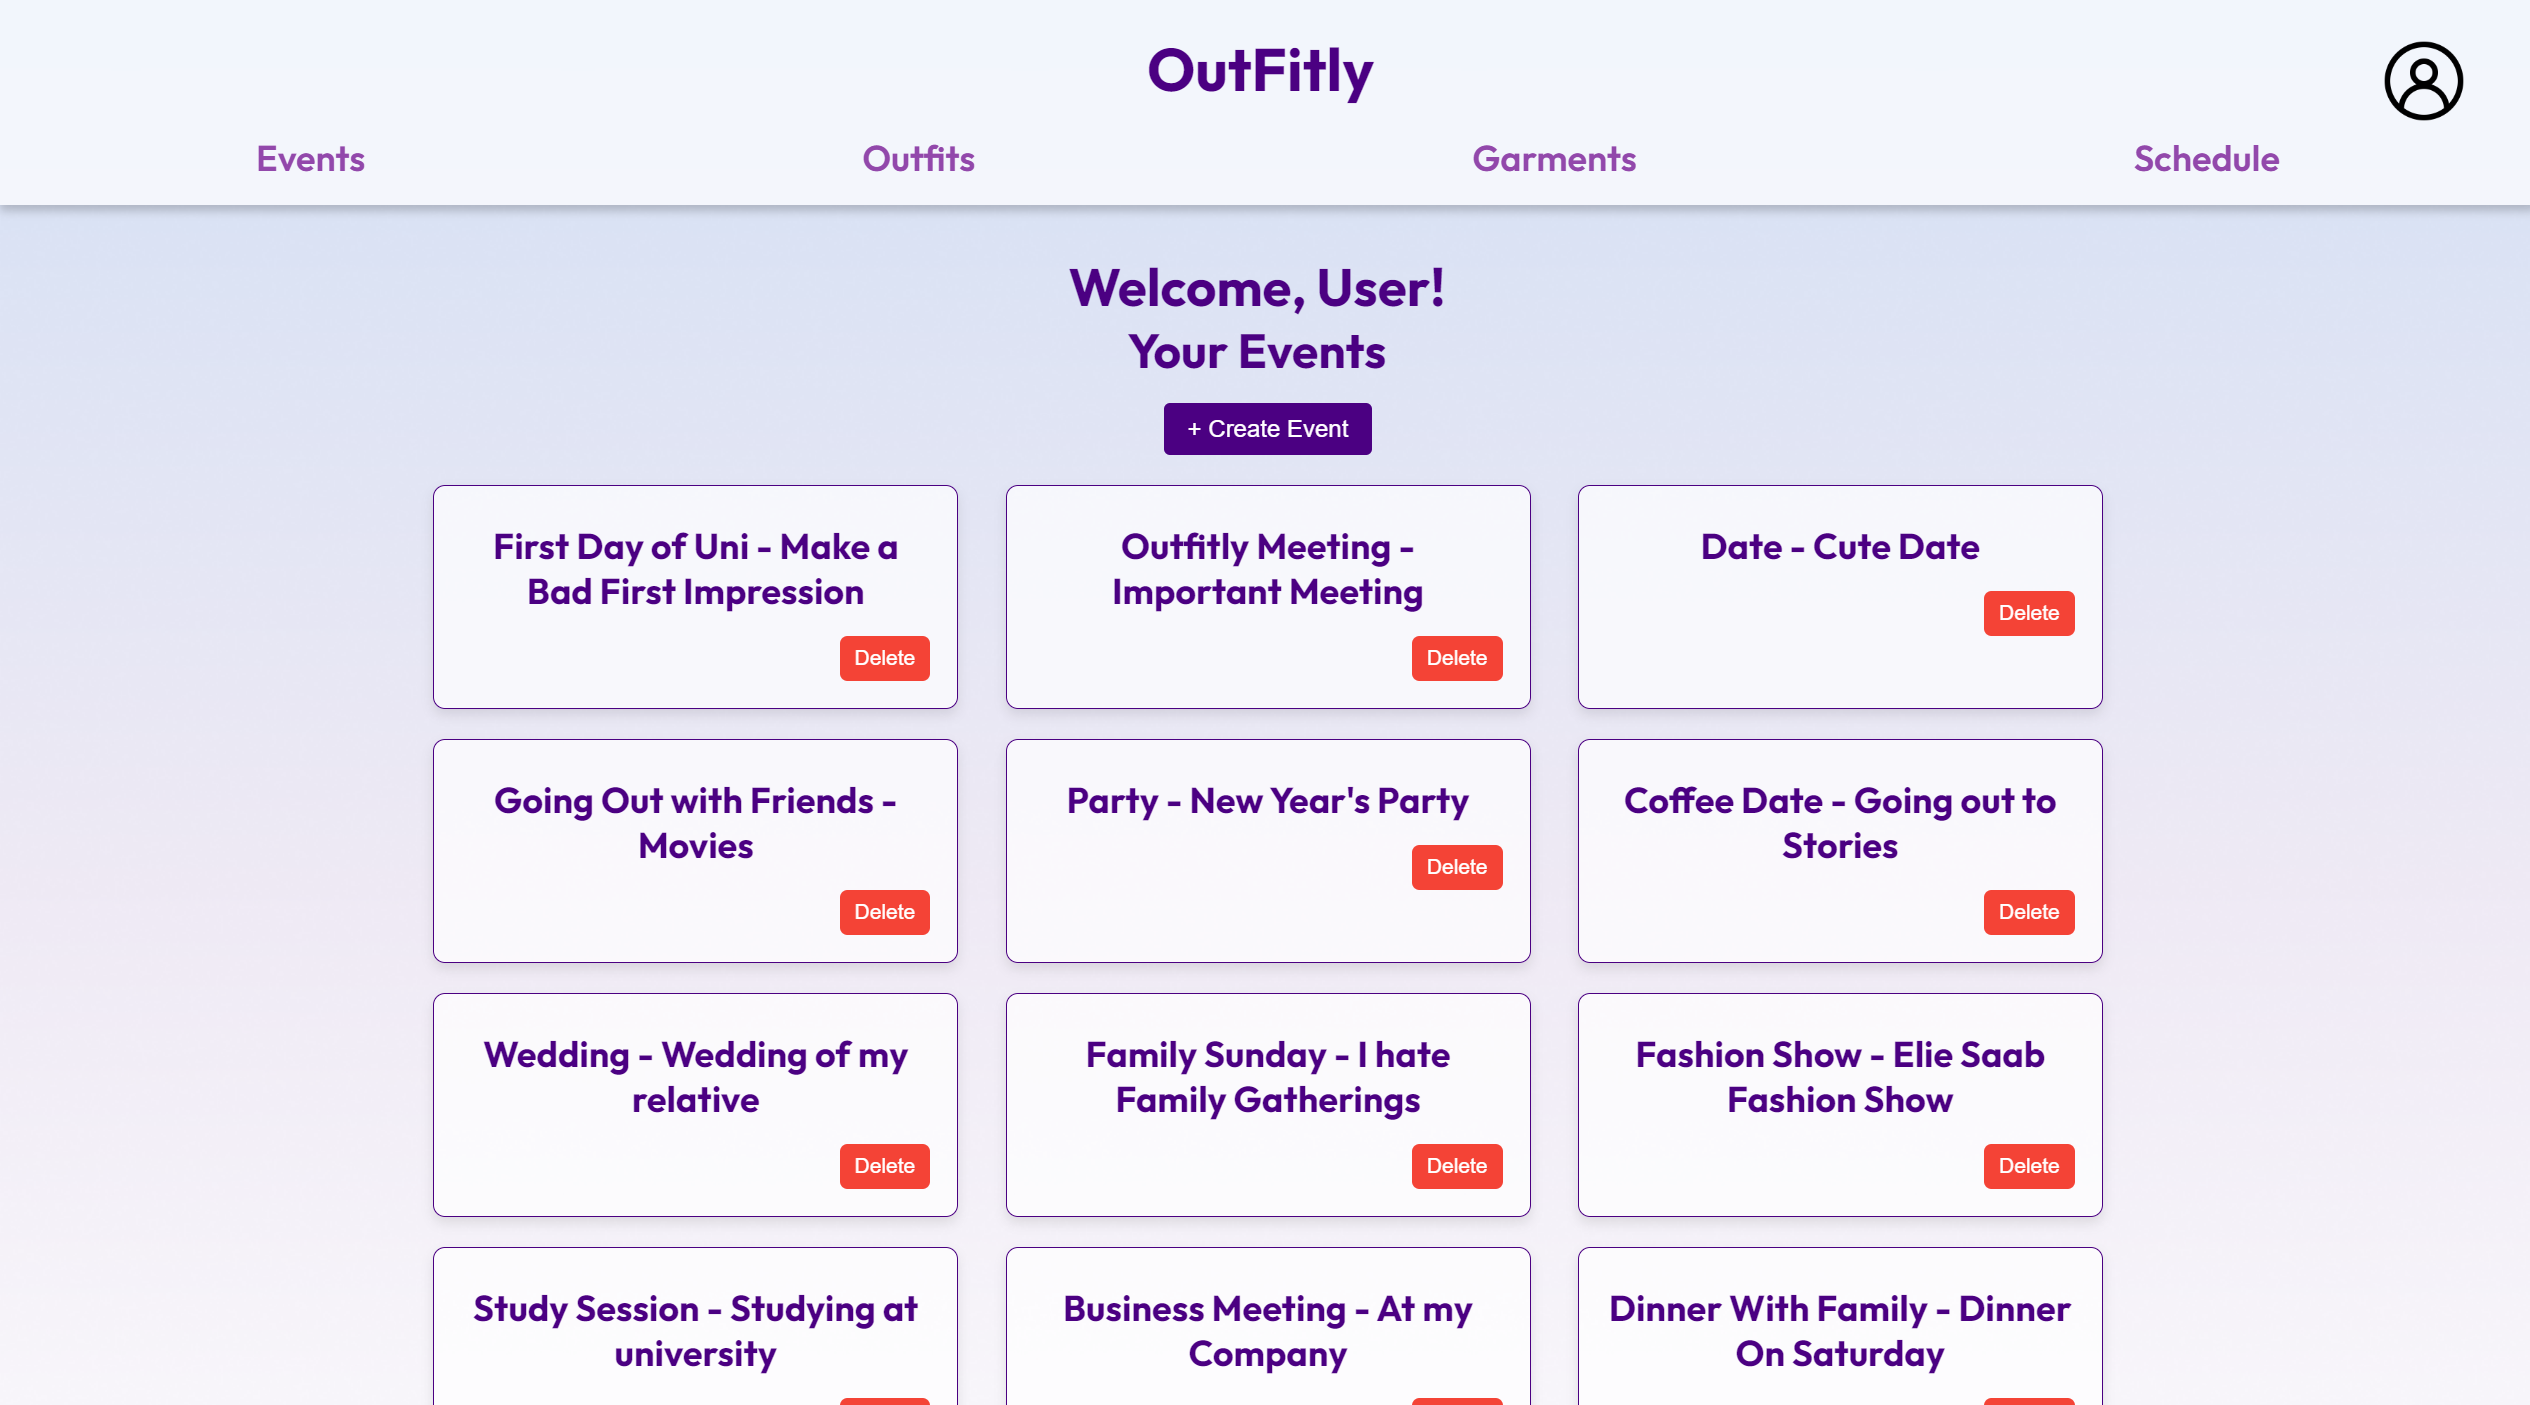 OutFitly
Events
Outfits
Garments
Schedule
Welcome, User!
Your Events
+ Create Event
First Day of Uni - Make a
Bad First Impression
Delete
Outfitly Meeting -
Important Meeting
Delete
Date - Cute Date
Delete
Going Out with Friends -
Movies
Delete
Party - New Year's Party
Delete
Coffee Date - Going out to
Stories
Delete
Wedding - Wedding of my
relative
Delete
Family Sunday - I hate
Family Gatherings
Delete
Fashion Show - Elie Saab
Fashion Show
Delete
Study Session - Studying at
university
Business Meeting - At my
Company
Dinner With Family - Dinner
On Saturday